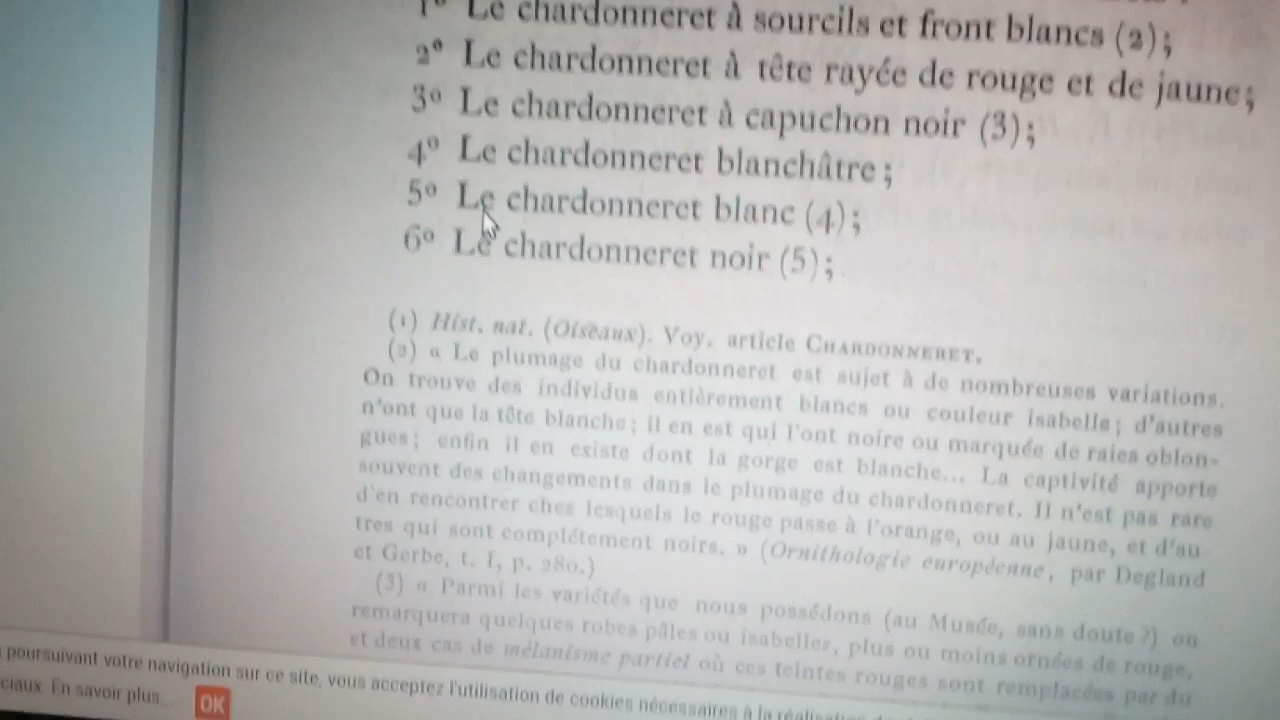 1º Le chardonneret à sourcils et front blancs (2);
2º Le chardonneret à tête rayée de rouge et de jaune;
3º Le chardonneret à capuchon noir (3);
4º Le chardonneret blanchâtre;
5º Le chardonneret blanc (4);
6º Le chardonneret noir (5);
(1) Hist. nat. (Oiseaux). Voy. article CHARDONNERET.
(2) « Le plumage du chardonneret est sujet à de nombreuses variations.
On trouve des individus entièrement blancs ou couleur isabelle; d'autres
n'ont que la tête blanche; il en est qui l'ont noire ou marquée de raies oblon-
gues; enfin il en existe dont la gorge est blanche... La captivité apporte
souvent des changements dans le plumage du chardonneret. Il n'est pas rare
d'en rencontrer chez lesquels le rouge passe à l'orange, ou au jaune, et d'au
tres qui sont complétement noirs. » (Ornithologie européenne, par Degland
et Gerbe, t. I, p. 280.)
(3) « Parmi les variétés que nous possédons (au Musée, sans doute?) on
remarquera quelques robes pâles ou isabelles, plus ou moins ornées de rouge,
et deux cas de mélanisme partiel où ces teintes rouges sont remplacées par du
poursuivant votre navigation sur ce site, vous acceptez l'utilisation de cookies nécessaires à la
ciaux. En savoir plus...
OK